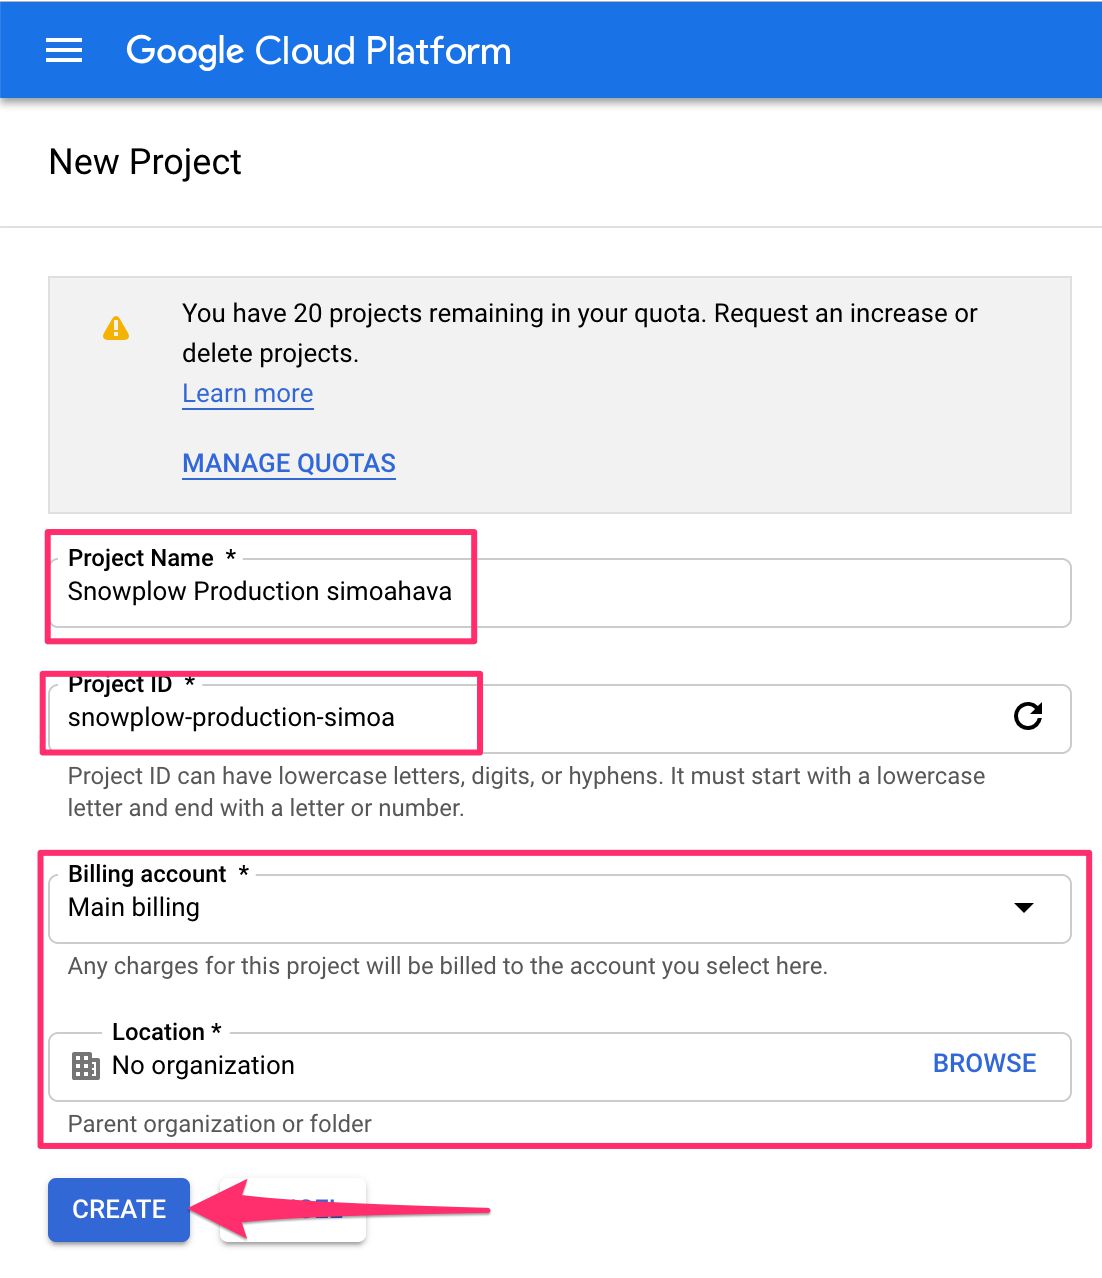 Google Cloud Platform
New Project
You have 20 projects remaining in your quota. Request an increase or
delete projects.
Learn more
MANAGE QUOTAS
Project Name *
Snowplow Production simoahava
Project ID *
snowplow-production-simoa
Project ID can have lowercase letters, digits, or hyphens. It must start with a lowercase
letter and end with a letter or number.
Billing account *
Main billing
Any charges for this project will be billed to the account you select here.
Location *
No organization
BROWSE
Parent organization or folder
CREATE